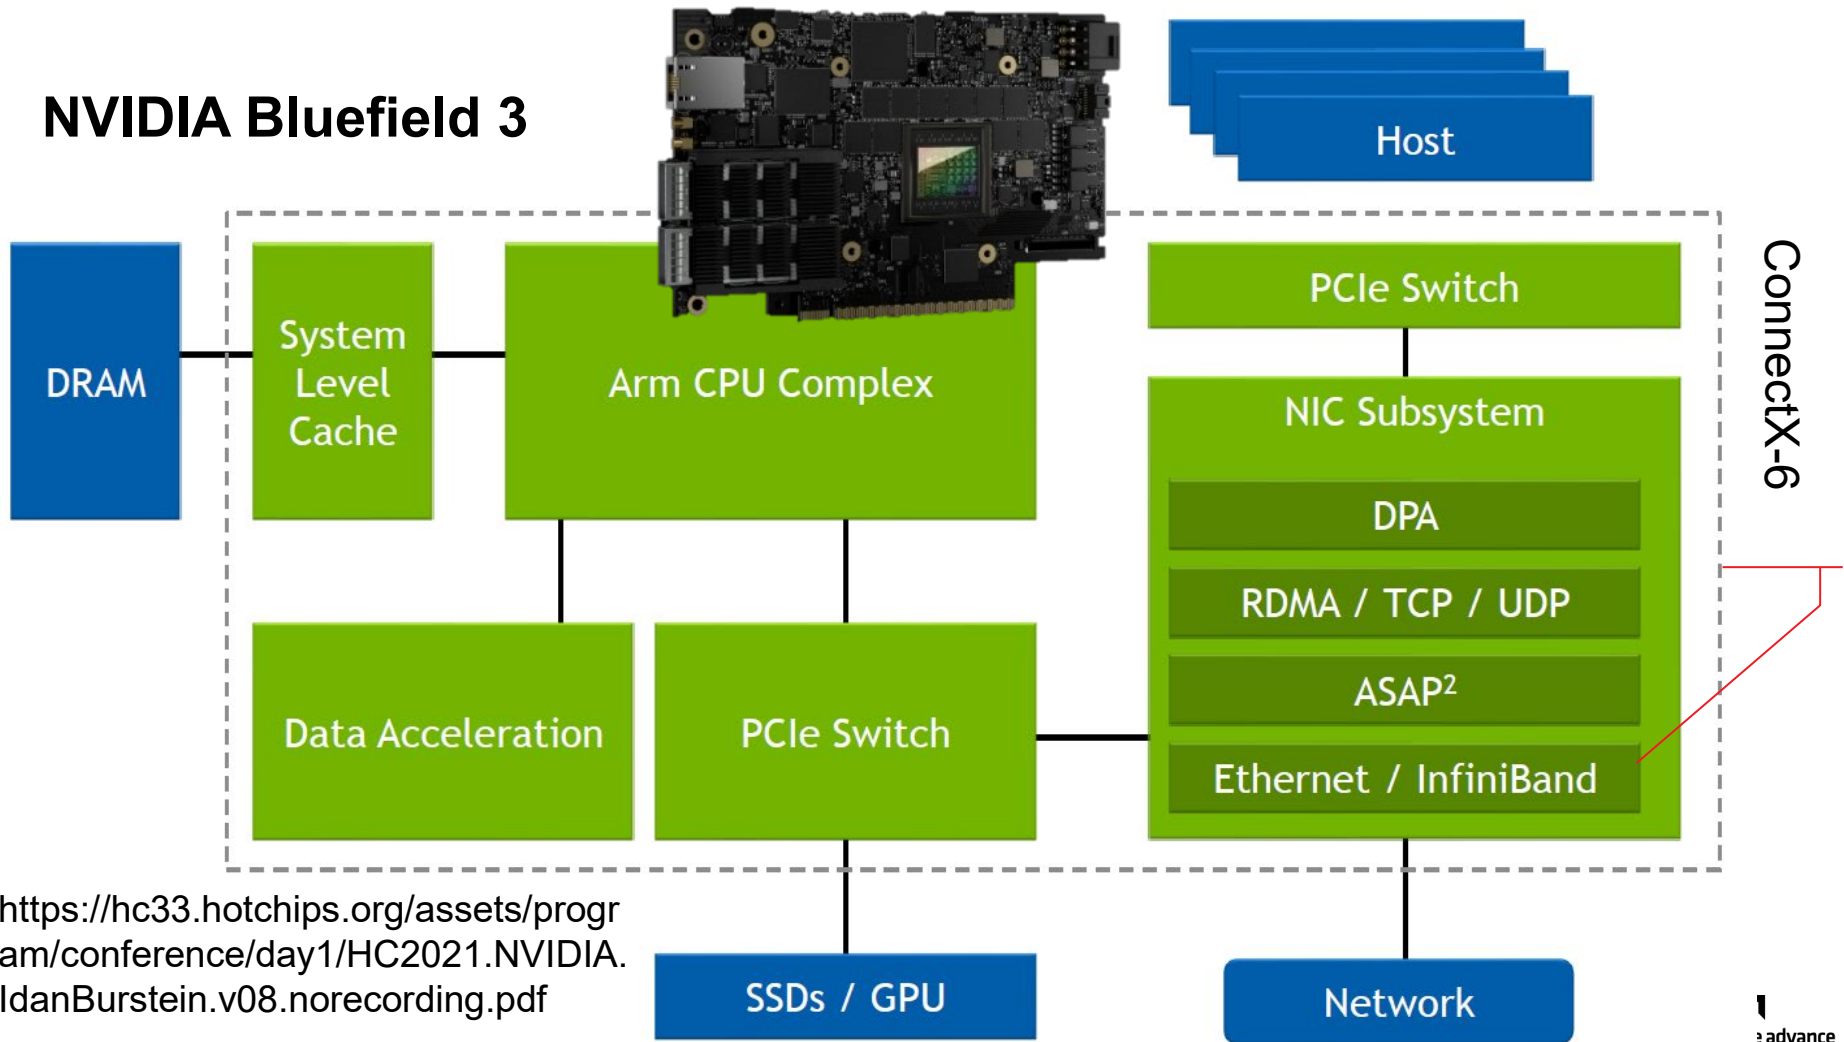 NVIDIA Bluefield 3
Host
ConnectX-6
DRAM
System
Level
Cache
Arm CPU Complex
PCIe Switch
NIC Subsystem
DPA
RDMA / TCP / UDP
ASAP²
Ethernet / InfiniBand
Data Acceleration
PCIe Switch
https://hc33.hotchips.org/assets/progr
am/conference/day1/HC2021.NVIDIA.
IdanBurstein.v08.norecording.pdf
SSDs / GPU
Network
advance